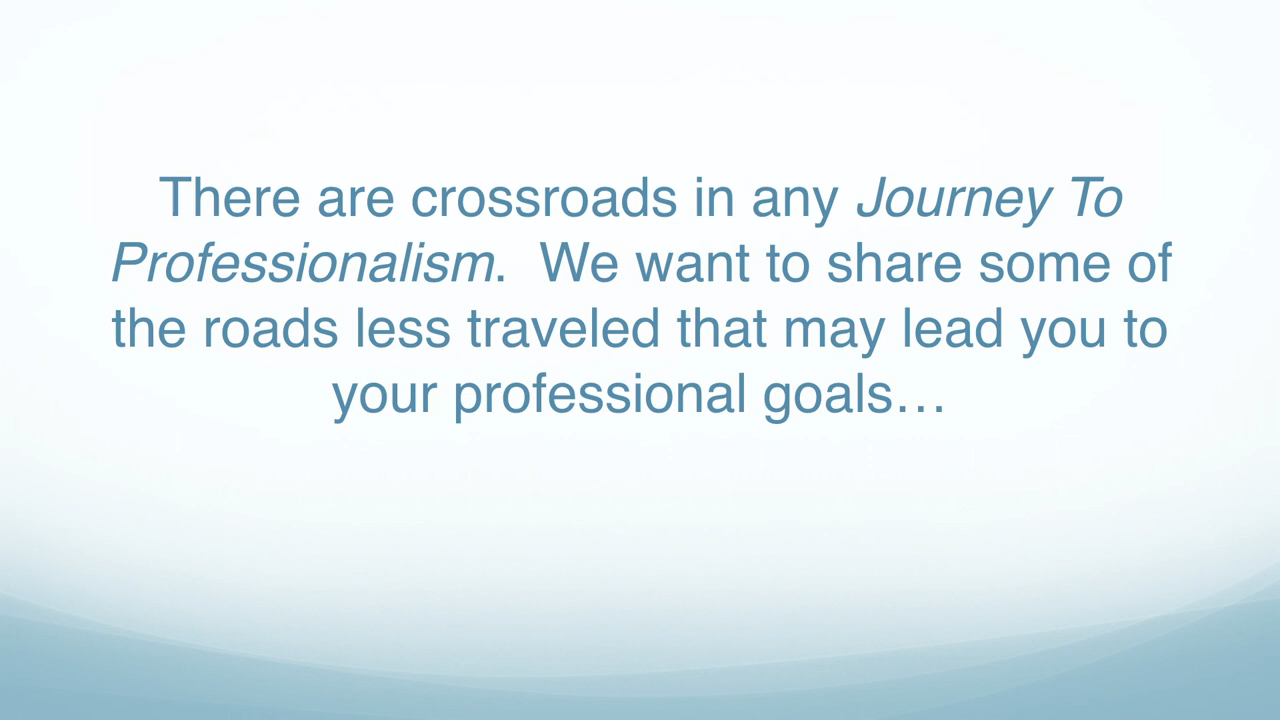 There are crossroads in any Journey To
Professionalism.  We want to share some of
the roads less traveled that may lead you to
your professional goals…